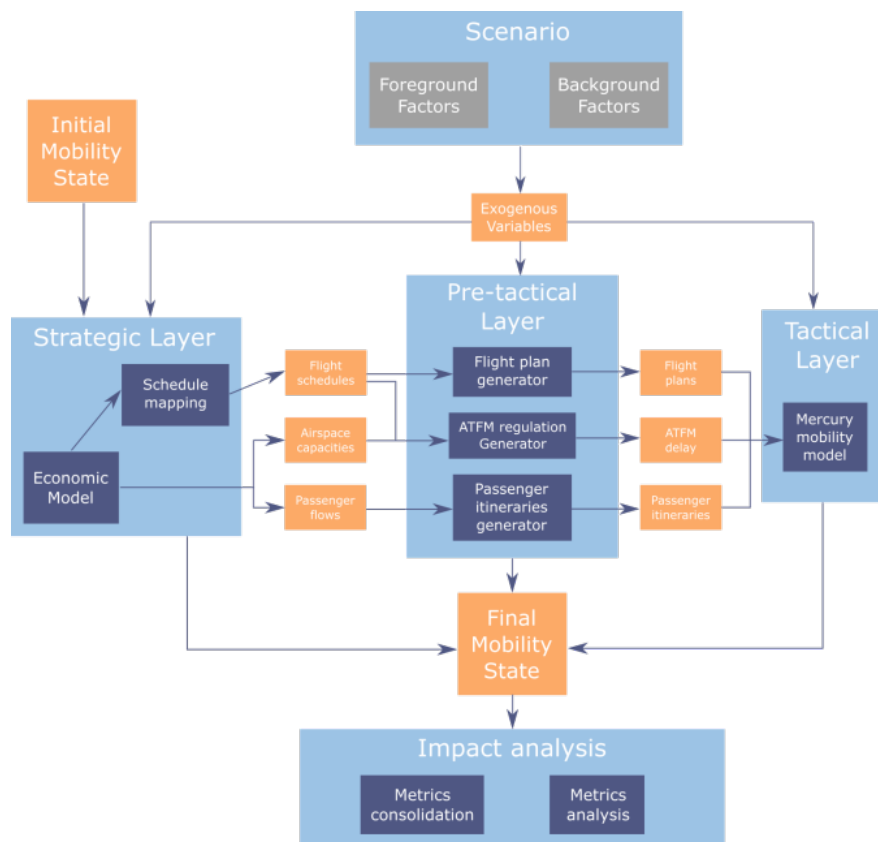 Scenario
Foreground
Factors
Background
Factors
Initial
Mobility
State
Exogenous
Variables
Strategic Layer
Schedule
mapping
Economic
Model
Flight
schedules
Airspace
capacities
Passenger
flows
Pre-tactical
Layer
Flight plan
generator
ATFM regulation
Generator
Passenger
itineraries
generator
Flight
plans
ATFM
delay
Passenger
itineraries
Tactical
Layer
Mercury
mobility
model
Final
Mobility
State
Impact analysis
Metrics
consolidation
Metrics
analysis